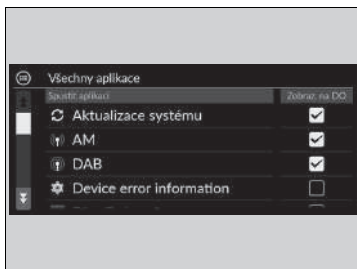 Všechny aplikace
Spustit aplikaci Zobraz. na DO
Aktualizace systému
AM
DAB
Device error information